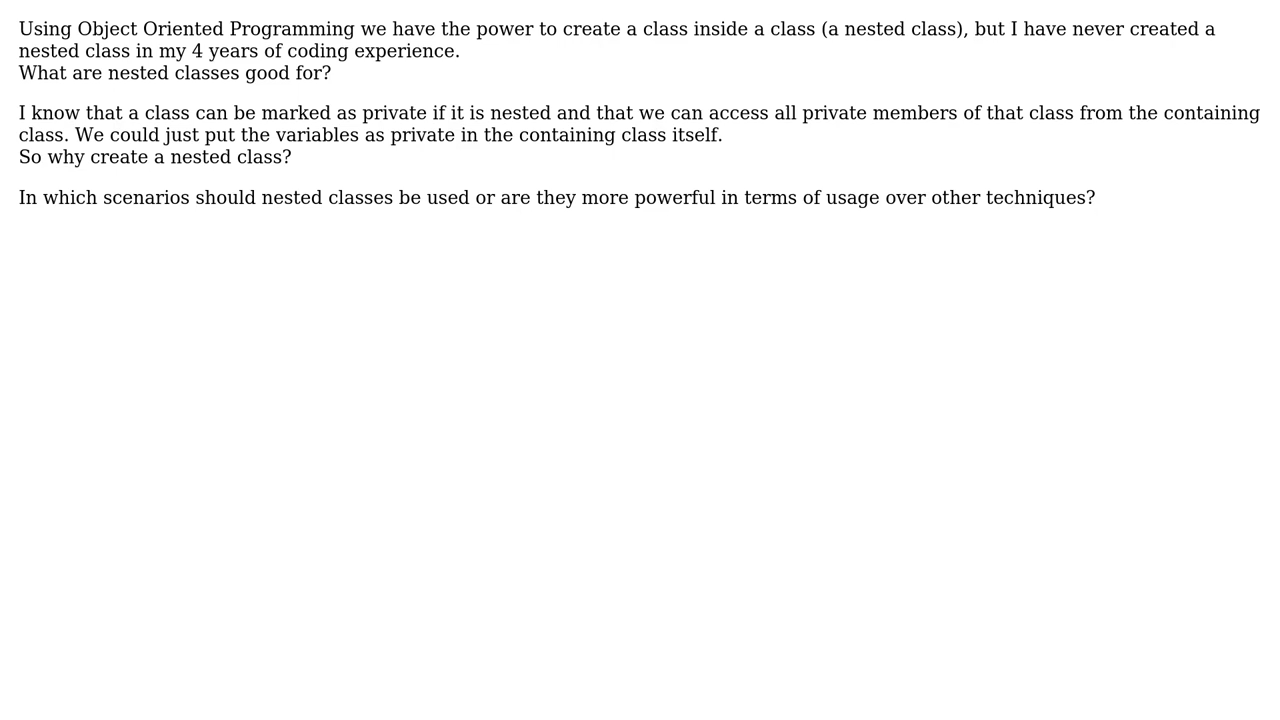 Using Object Oriented Programming we have the power to create a class inside a class (a nested class), but I have never created a
nested class in my 4 years of coding experience.
What are nested classes good for?
I know that a class can be marked as private if it is nested and that we can access all private members of that class from the containing
class. We could just put the variables as private in the containing class itself.
So why create a nested class?
In which scenarios should nested classes be used or are they more powerful in terms of usage over other techniques?